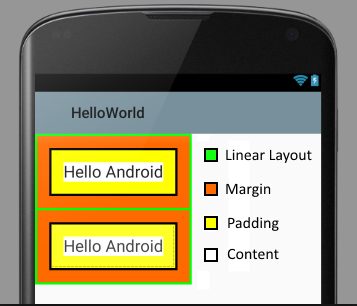 HelloWorld
Hello Android
Hello Android
Linear Layout
Margin
Padding
Content